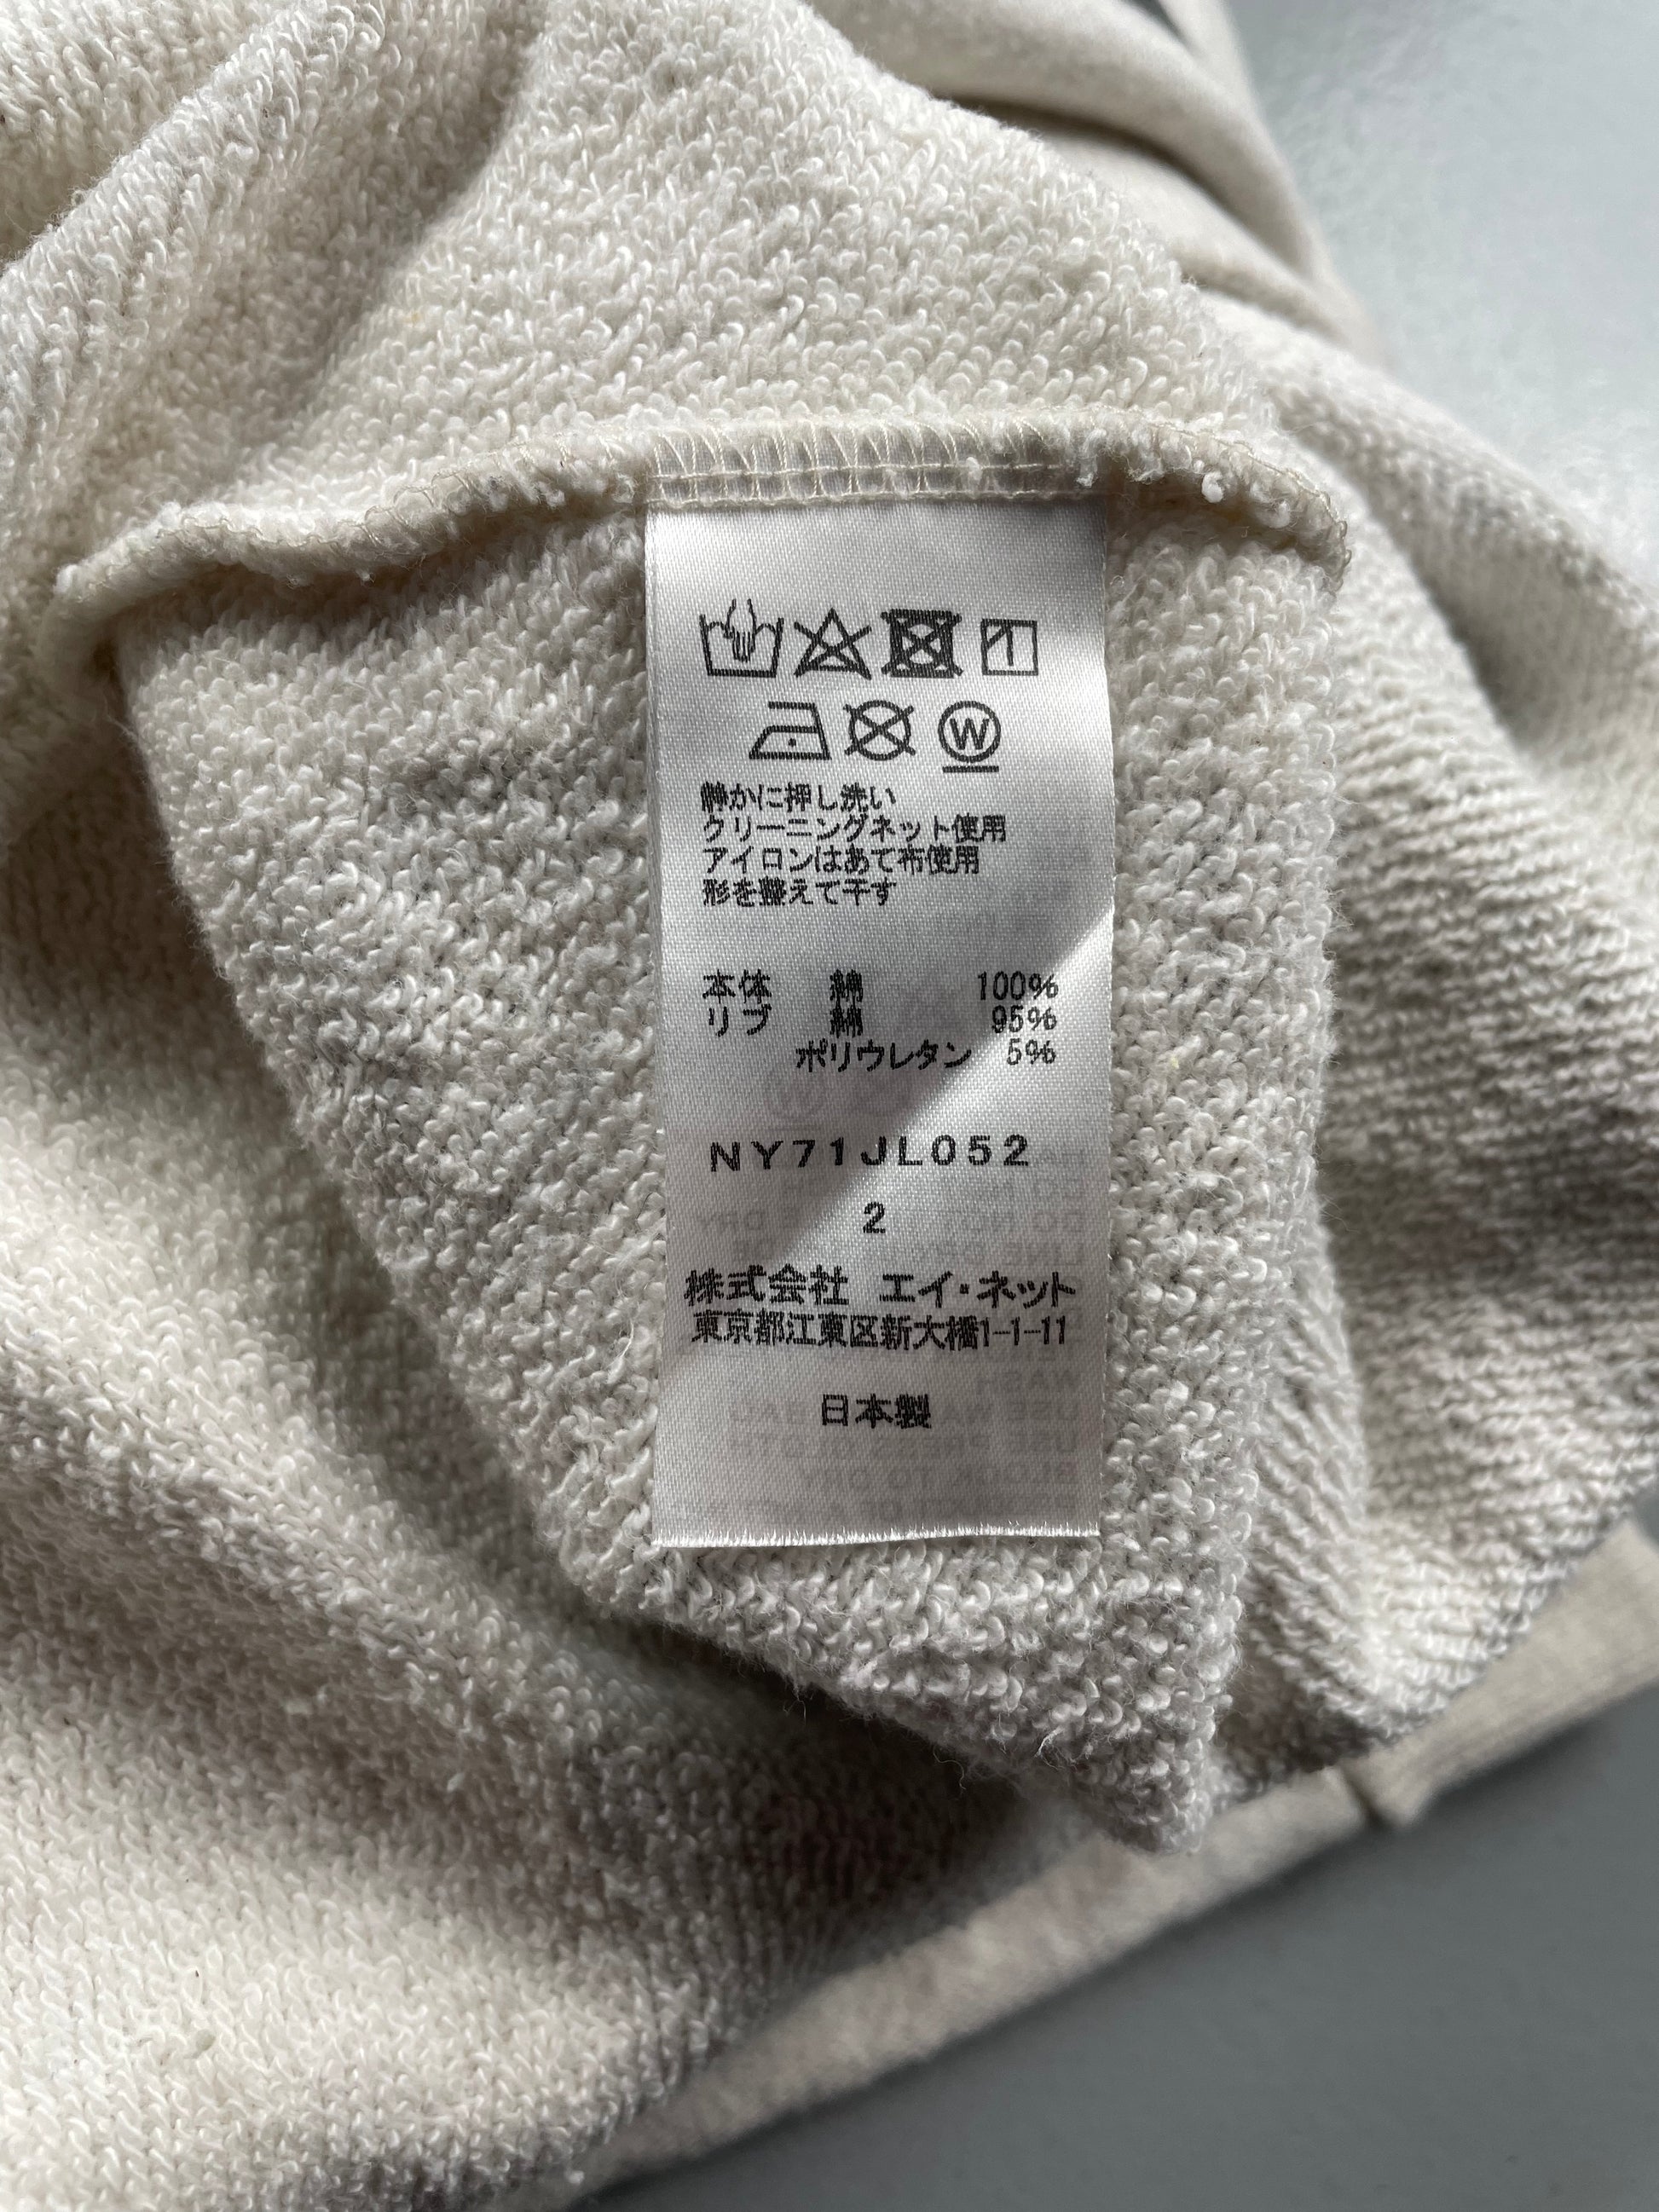 W
静かに押し洗い
クリーニングネット使用
アイロンはあて布使用
形を整えて干す
本体 綿 100%
リブ 綿 95%
ポリウレタン 5%
NY71JL052
2
株式会社 エイ・ネット
東京都江東区新大橋1-1-11
日本製